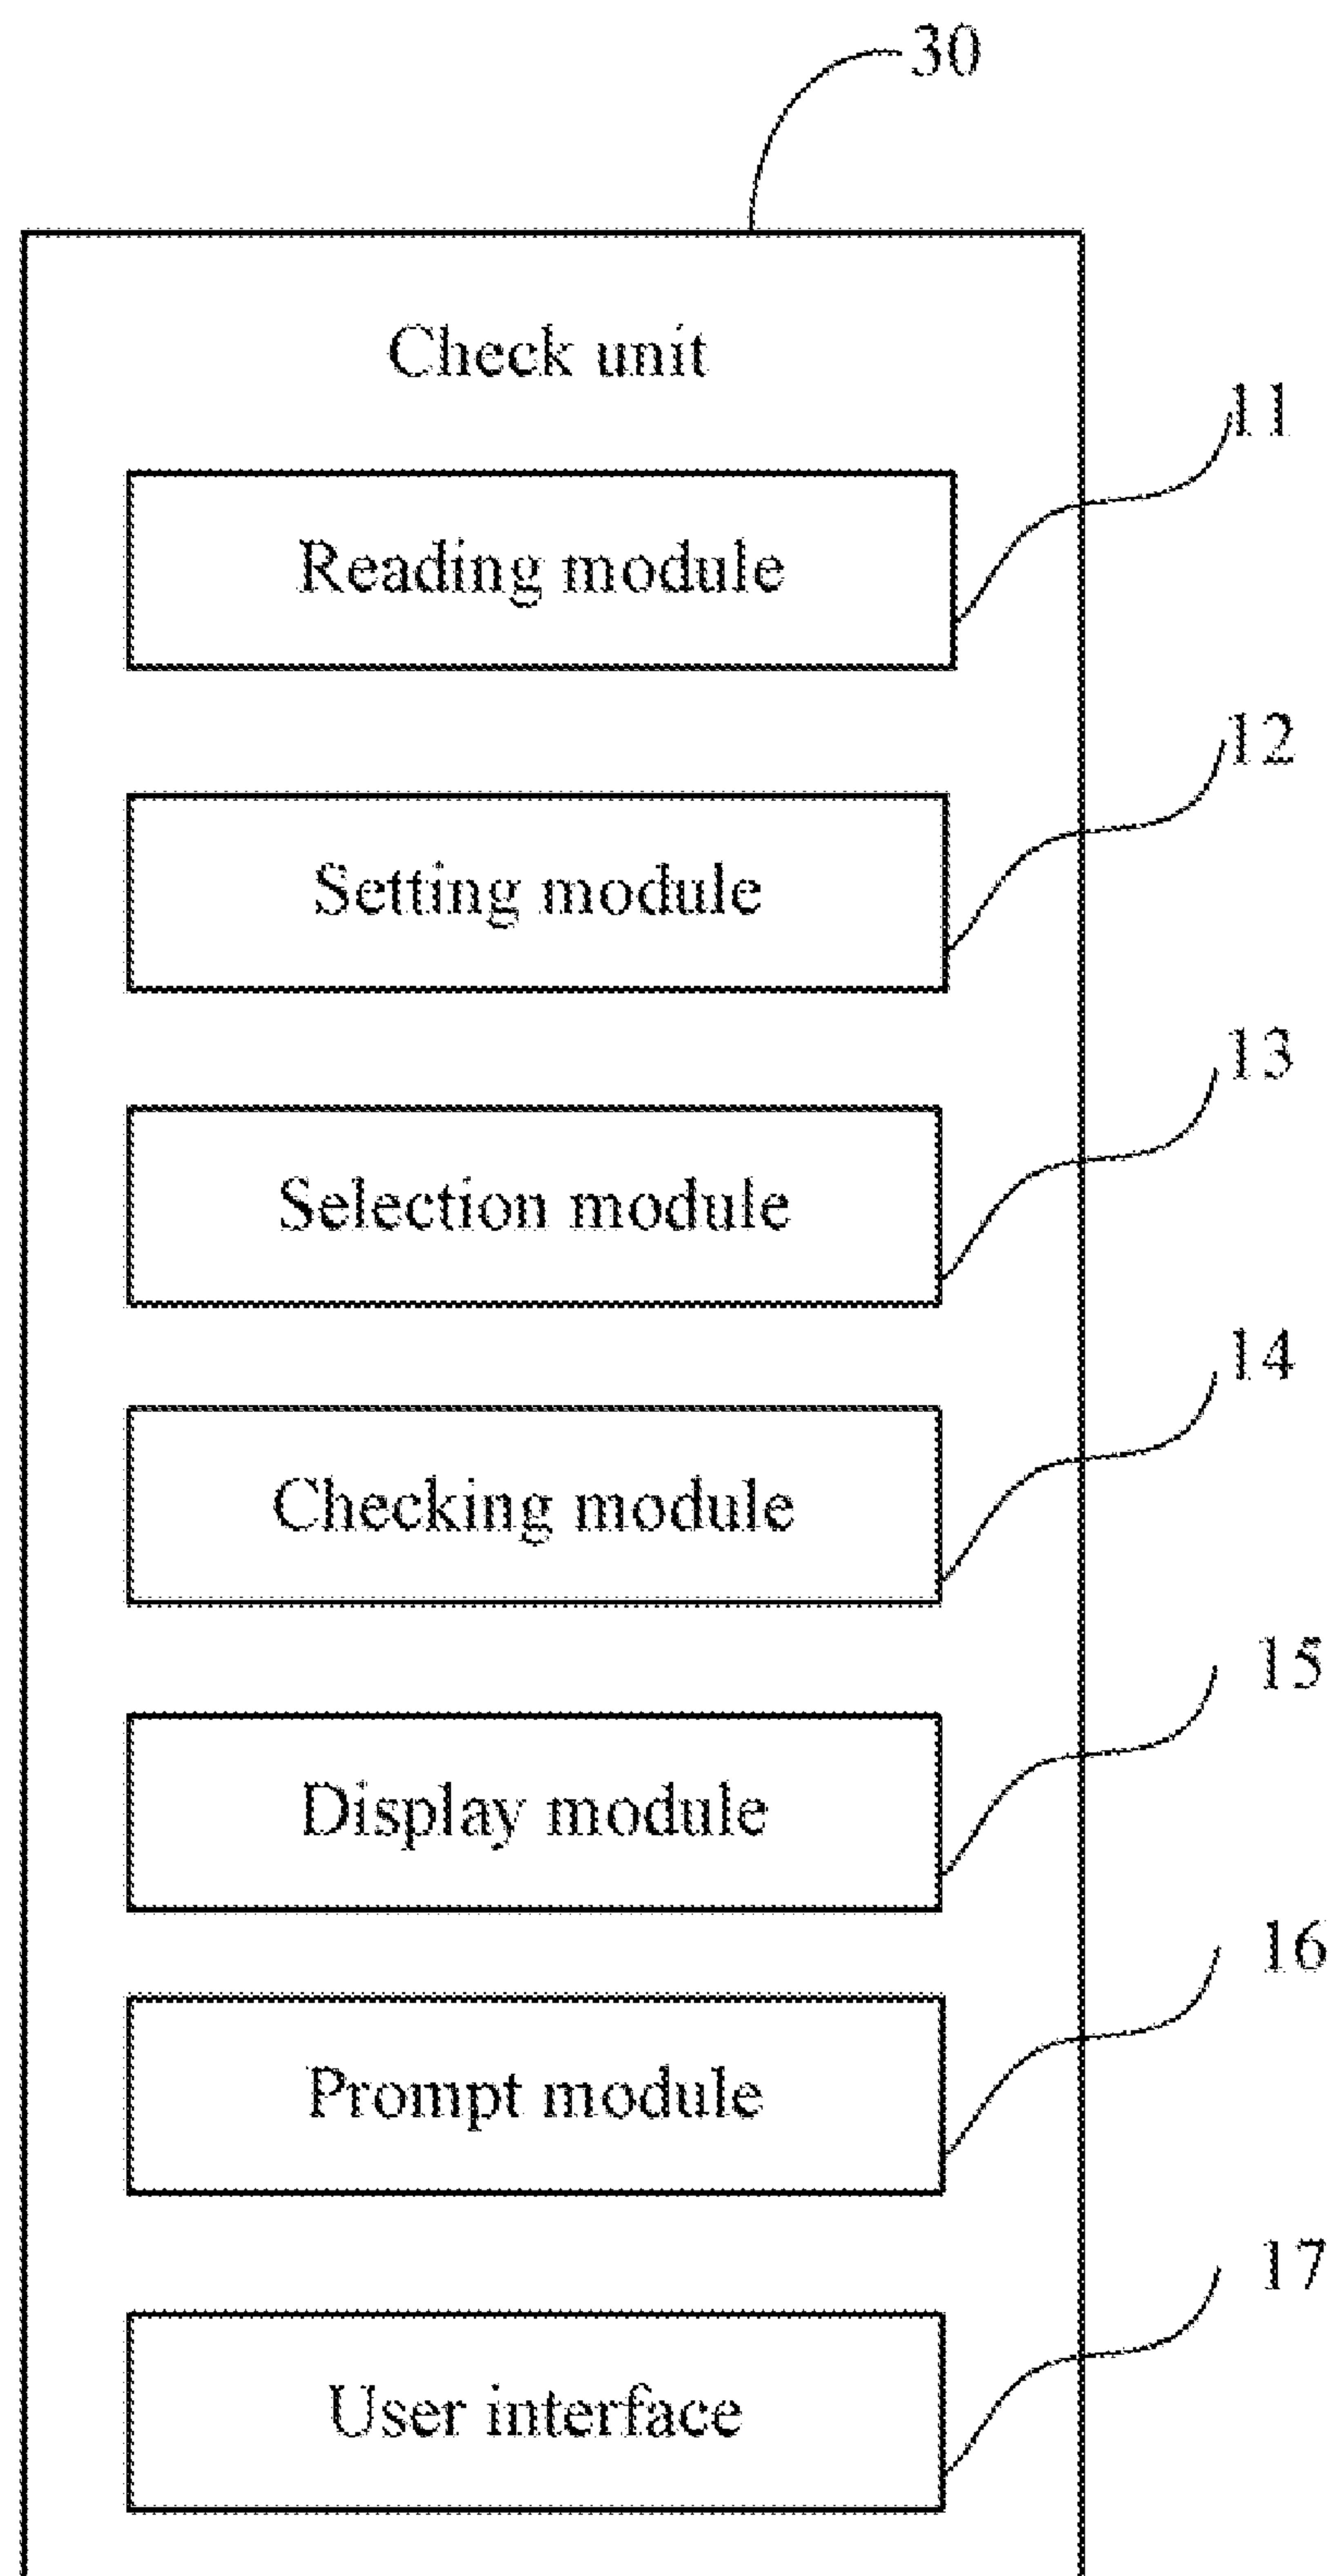 30
Check unit
11
Reading module
12
Setting module
13
Selection module
14
Checking module
15
Display module
16
Prompt module
17
User interface